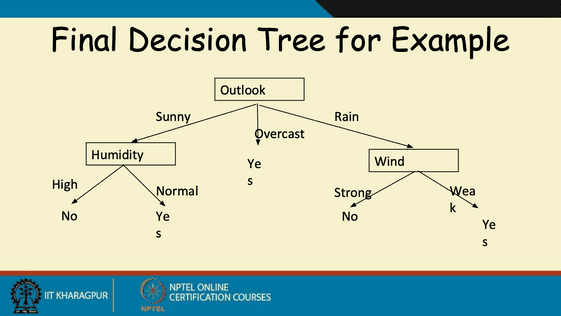 Final Decision Tree for Example
Outlook
Sunny
Overcast
Rain
Humidity
Ye
s
Wind
High
Normal
Strong
Wea
k
No
Ye
s
No
Ye
s
IIT KHARAGPUR
NPTEL
NPTEL ONLINE
CERTIFICATION COURSES